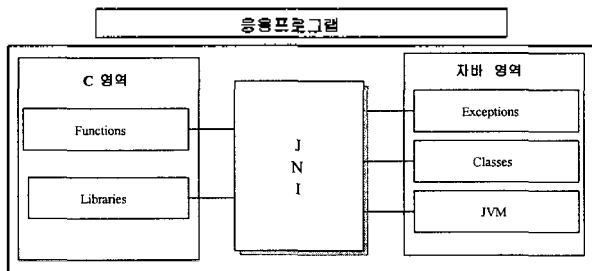 응용프로그램
C 영역
Functions
Libraries
J
N
I
자바 영역
Exceptions
Classes
JVM